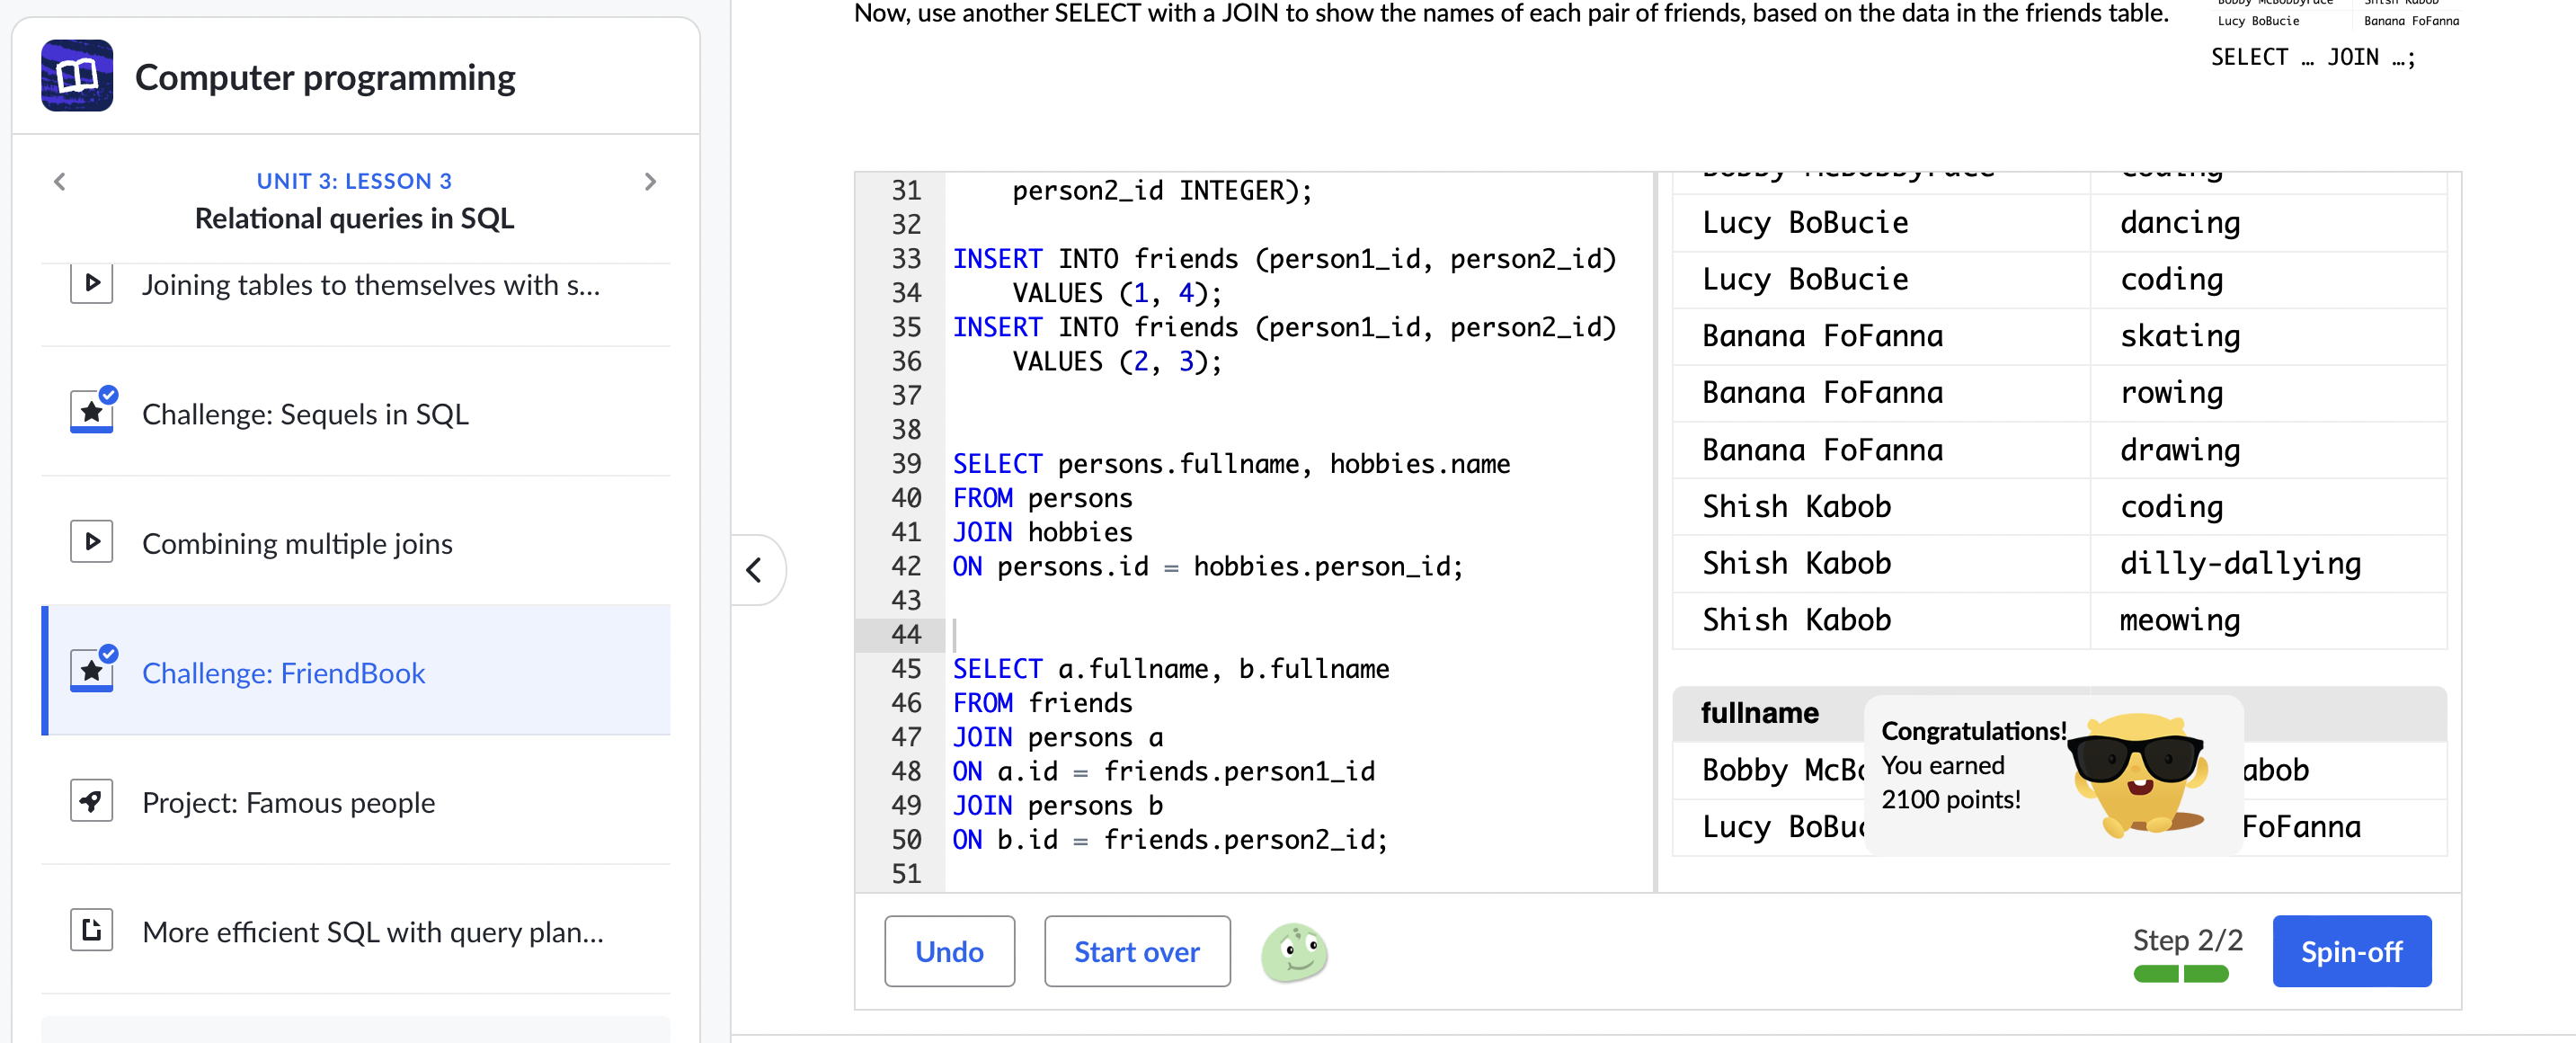 Computer programming
UNIT 3: LESSON 3
Relational queries in SQL
Joining tables to themselves with s...
Challenge: Sequels in SQL
Combining multiple joins
Challenge: FriendBook
Project: Famous people
More efficient SQL with query plan...
Now, use another SELECT with a JOIN to show the names of each pair of friends, based on the data in the friends table.
Lucy BoBucie Banana FoFanna
SELECT … JOIN …;
31 person2_id INTEGER);
32
33 INSERT INTO friends (person1_id, person2_id)
34 VALUES (1, 4);
35 INSERT INTO friends (person1_id, person2_id)
36 VALUES (2, 3);
37
38
39 SELECT persons.fullname, hobbies.name
40 FROM persons
41 JOIN hobbies
42 ON persons.id = hobbies.person_id;
43
44
45 SELECT a.fullname, b.fullname
46 FROM friends
47 JOIN persons a
48 ON a.id = friends.person1_id
49 JOIN persons b
50 ON b.id = friends.person2_id;
51
Lucy BoBucie dancing
Lucy BoBucie coding
Banana FoFanna skating
Banana FoFanna rowing
Banana FoFanna drawing
Shish Kabob coding
Shish Kabob dilly-dallying
Shish Kabob meowing
fullname
Bobby McBo abob
Lucy BoBuc FoFanna
Congratulations!
You earned
2100 points!
Undo
Start over
Step 2/2
Spin-off